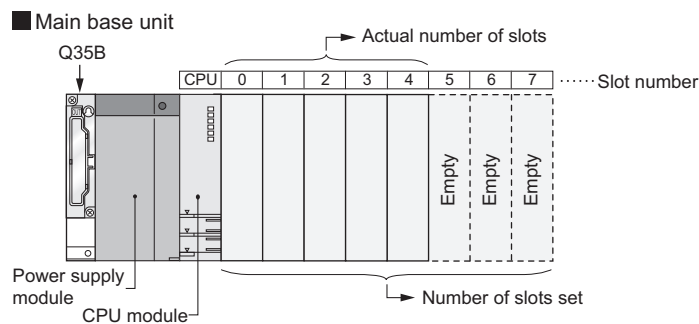 ■ Main base unit
Q35B
Actual number of slots
CPU 0 1 2 3 4 5 6 7 ······ Slot number
Empty
Empty
Empty
Power supply
module
CPU module
Number of slots set